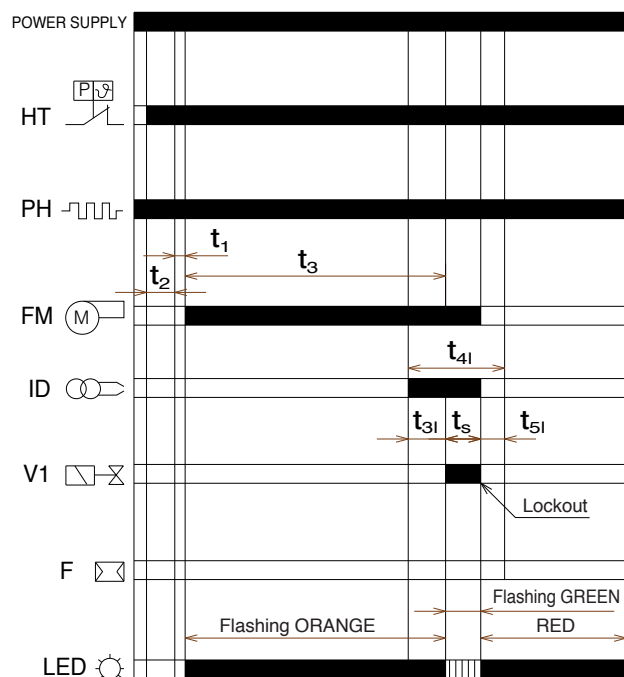 POWER SUPPLY
P ϑ
HT
PH
t1
t3
t2
FM M
t4l
ID
t3l ts t5l
V1
Lockout
F
Flashing GREEN
Flashing ORANGE RED
LED